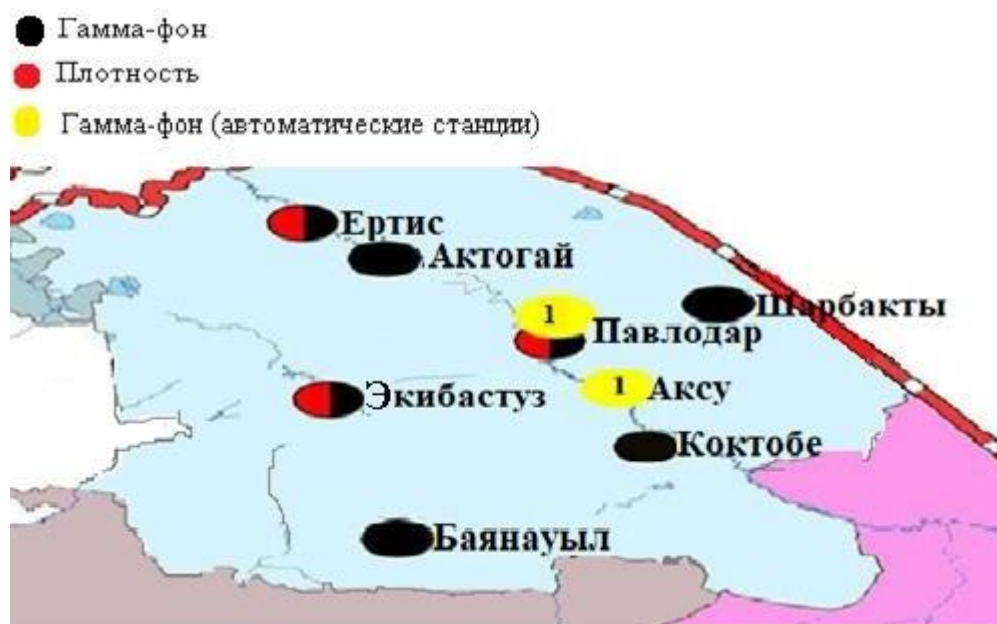 Гамма-фон
Плотность
Гамма-фон (автоматические станции)
Ертис
Актогай
Шарбакты
1
Павлодар
1 Аксу
Экибастуз
Коктобе
Баянауыл